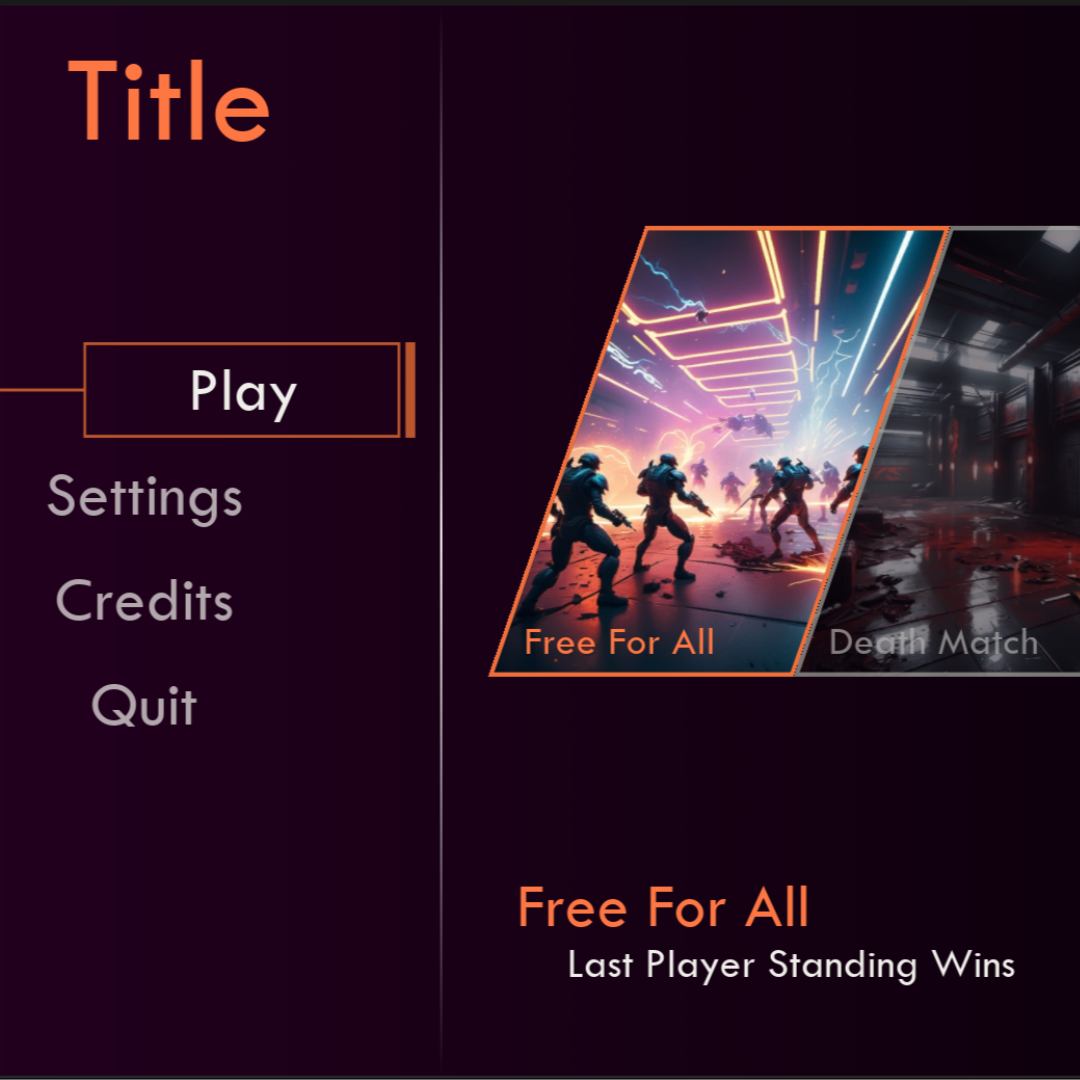 Title
Play
Settings
Credits
Quit
Free For All
Death Match
Free For All
Last Player Standing Wins